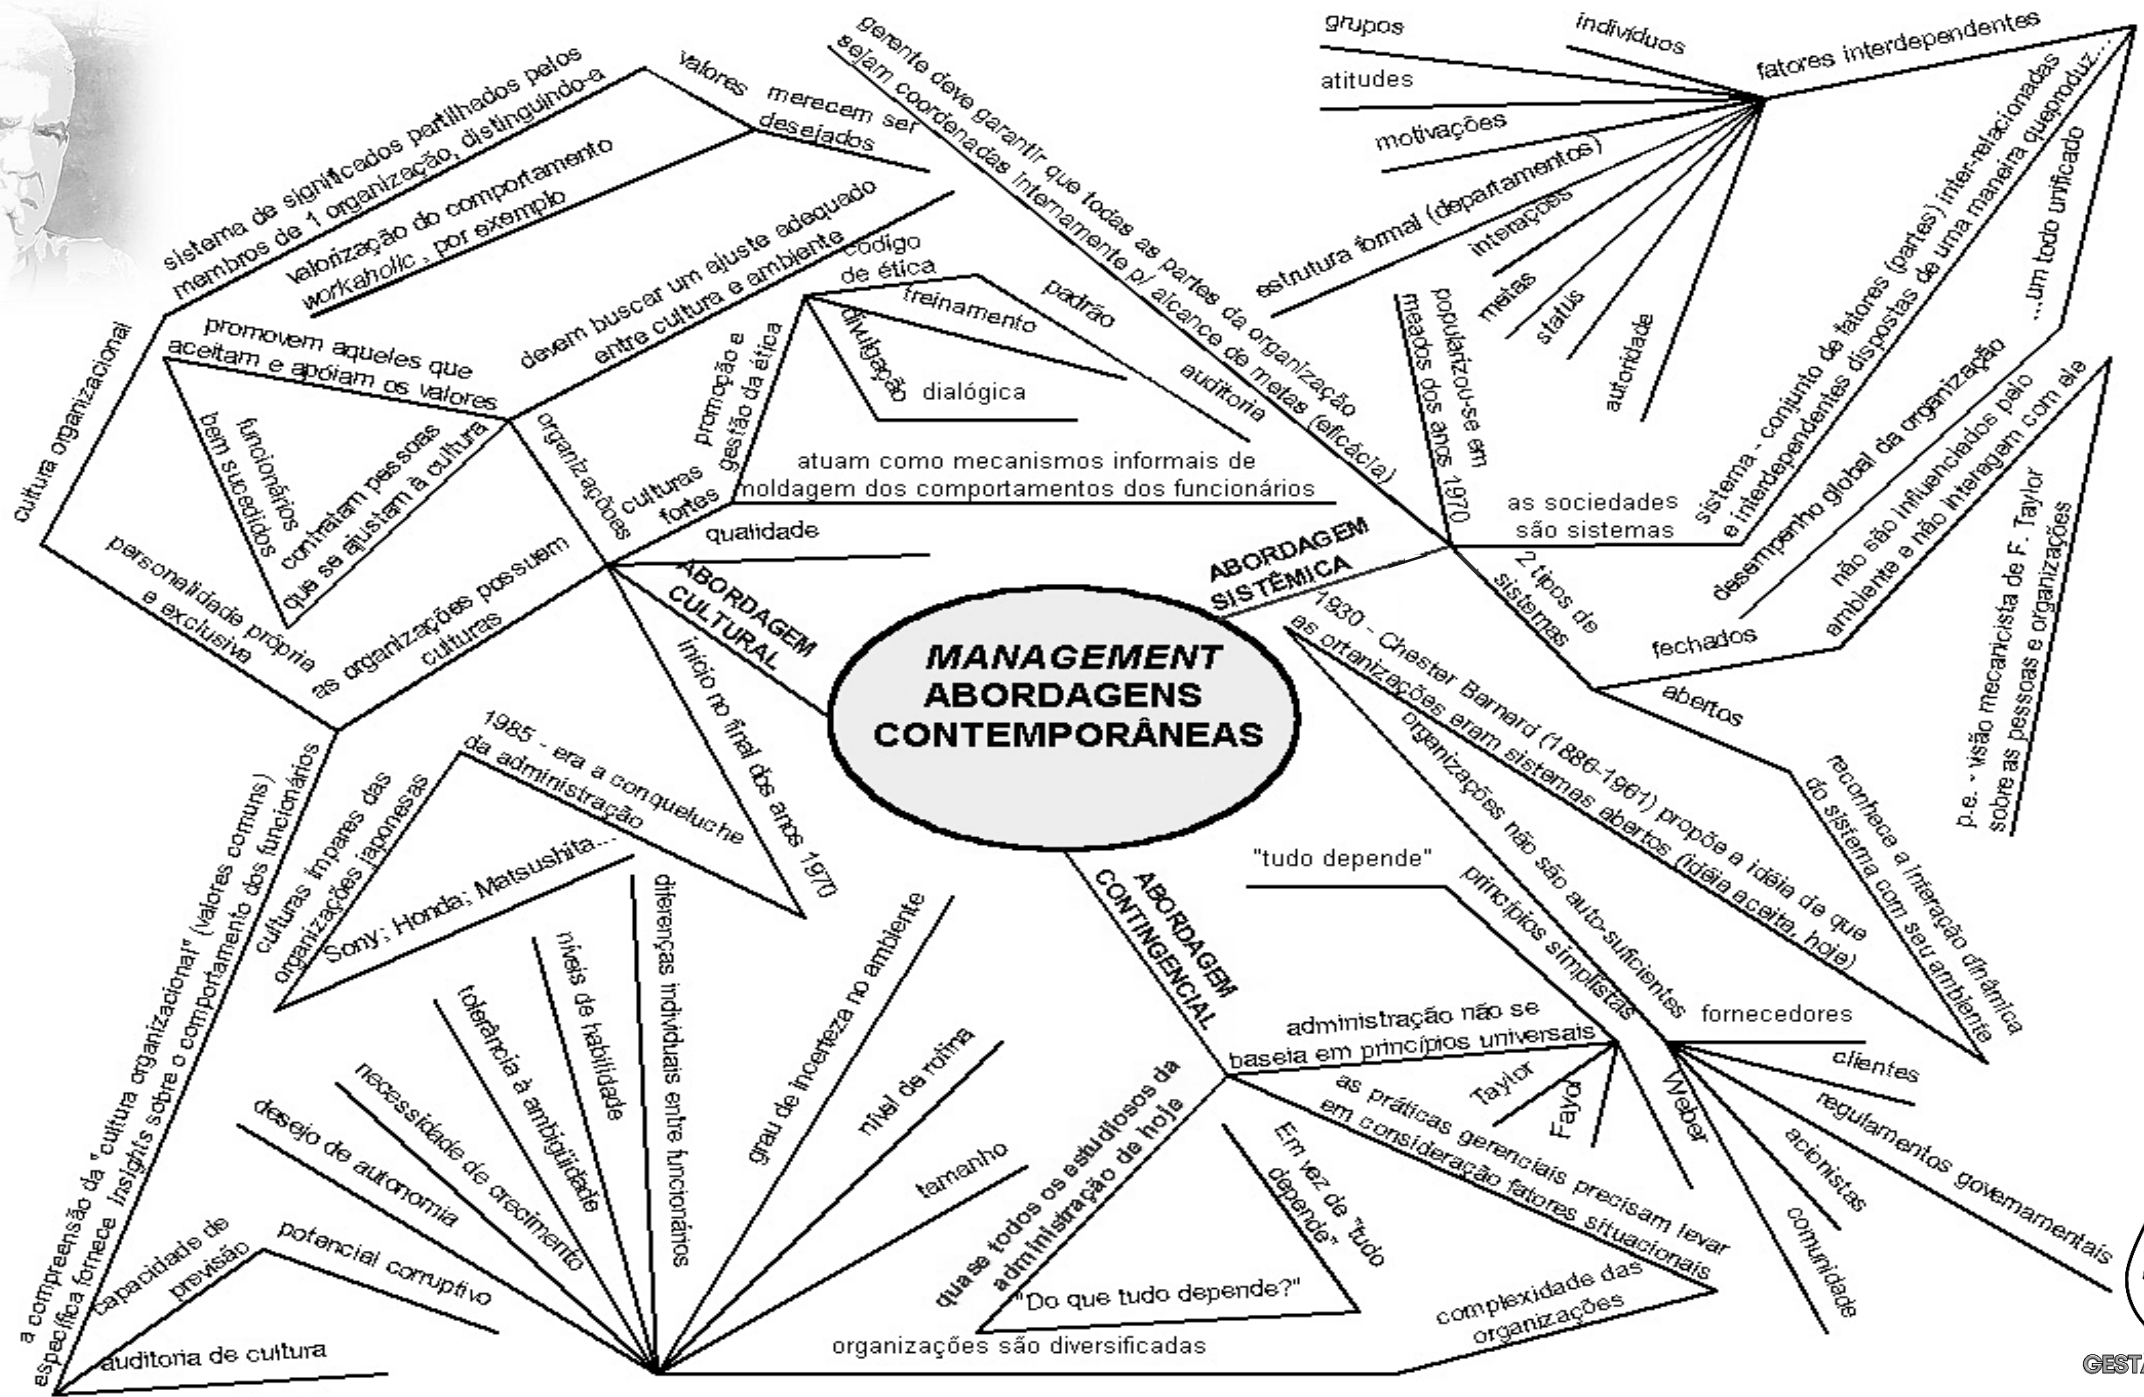 MANAGEMENT
ABORDAGENS
CONTEMPORÂNEAS
ABORDAGEM
CULTURAL
as organizações possuem
culturas
personalidade própria
e exclusiva
cultura organizacional
sistema de significados partilhados pelos
membros de 1 organização, distinguindo-a
valores
merecem ser
desejados
valorização do comportamento
workaholic, por exemplo
a compreensão da "cultura organizacional" (valores comuns)
específica fornece insights sobre o comportamento dos funcionários
capacidade de
previsão
potencial corruptivo
auditoria de cultura
organizações
promovem aqueles que
aceitam e apóiam os valores
funcionários
bem sucedidos
contratam pessoas
que se ajustam à cultura
devem buscar um ajuste adequado
entre cultura e ambiente
culturas
fortes
promoção e
gestão da ética
código
de ética
padrão
auditoria
treinamento
divulgação
dialógica
atuam como mecanismos informais de
moldagem dos comportamentos dos funcionários
qualidade
início no final dos anos 1970
1985 - era a conqueluche
da administração
culturas ímpares das
organizações japonesas
Sony; Honda; Matsushita...
ABORDAGEM
SISTÊMICA
gerente deve garantir que todas as partes da organização
sejam coordenadas internamente p/ alcance de metas (eficácia)
popularizou-se em
meados dos anos 1970
as sociedades
são sistemas
sistema - conjunto de fatores (partes) inter-relacionadas
e interdependentes dispostas de uma maneira queproduz...
fatores interdependentes
indivíduos
grupos
atitudes
motivações
estrutura formal (departamentos)
interações
metas
status
autoridade
...um todo unificado
desempenho global da organização
2 tipos de
sistemas
fechados
não são influenciados pelo
ambiente e não interagem com ele
p.e. - visão mecanicista de F. Taylor
sobre as pessoas e organizações
abertos
reconhece a interação dinâmica
do sistema com seu ambiente
1930 - Chester Barnard (1886-1961) propõe a idéia de que
as ortanizações eram sistemas abertos (idéia aceita, hoje)
organizações não são auto-suficientes
fornecedores
clientes
regulamentos governamentais
acionistas
comunidade
ABORDAGEM
CONTINGENCIAL
administração não se
baseia em princípios universais
princípios simplistas
"tudo depende"
Taylor
Fayol
Weber
as práticas gerenciais precisam levar
em consideração fatores situacionais
complexidade das
organizações
organizações são diversificadas
tamanho
nível de rotina
grau de incerteza no ambiente
diferenças individuais entre funcionários
níveis de habilidade
tolerância à ambigüidade
necessidade de crecimento
desejo de autonomia
quase todos os estudiosos da
administração de hoje
"Do que tudo depende?"
Em vez de "tudo
depende"